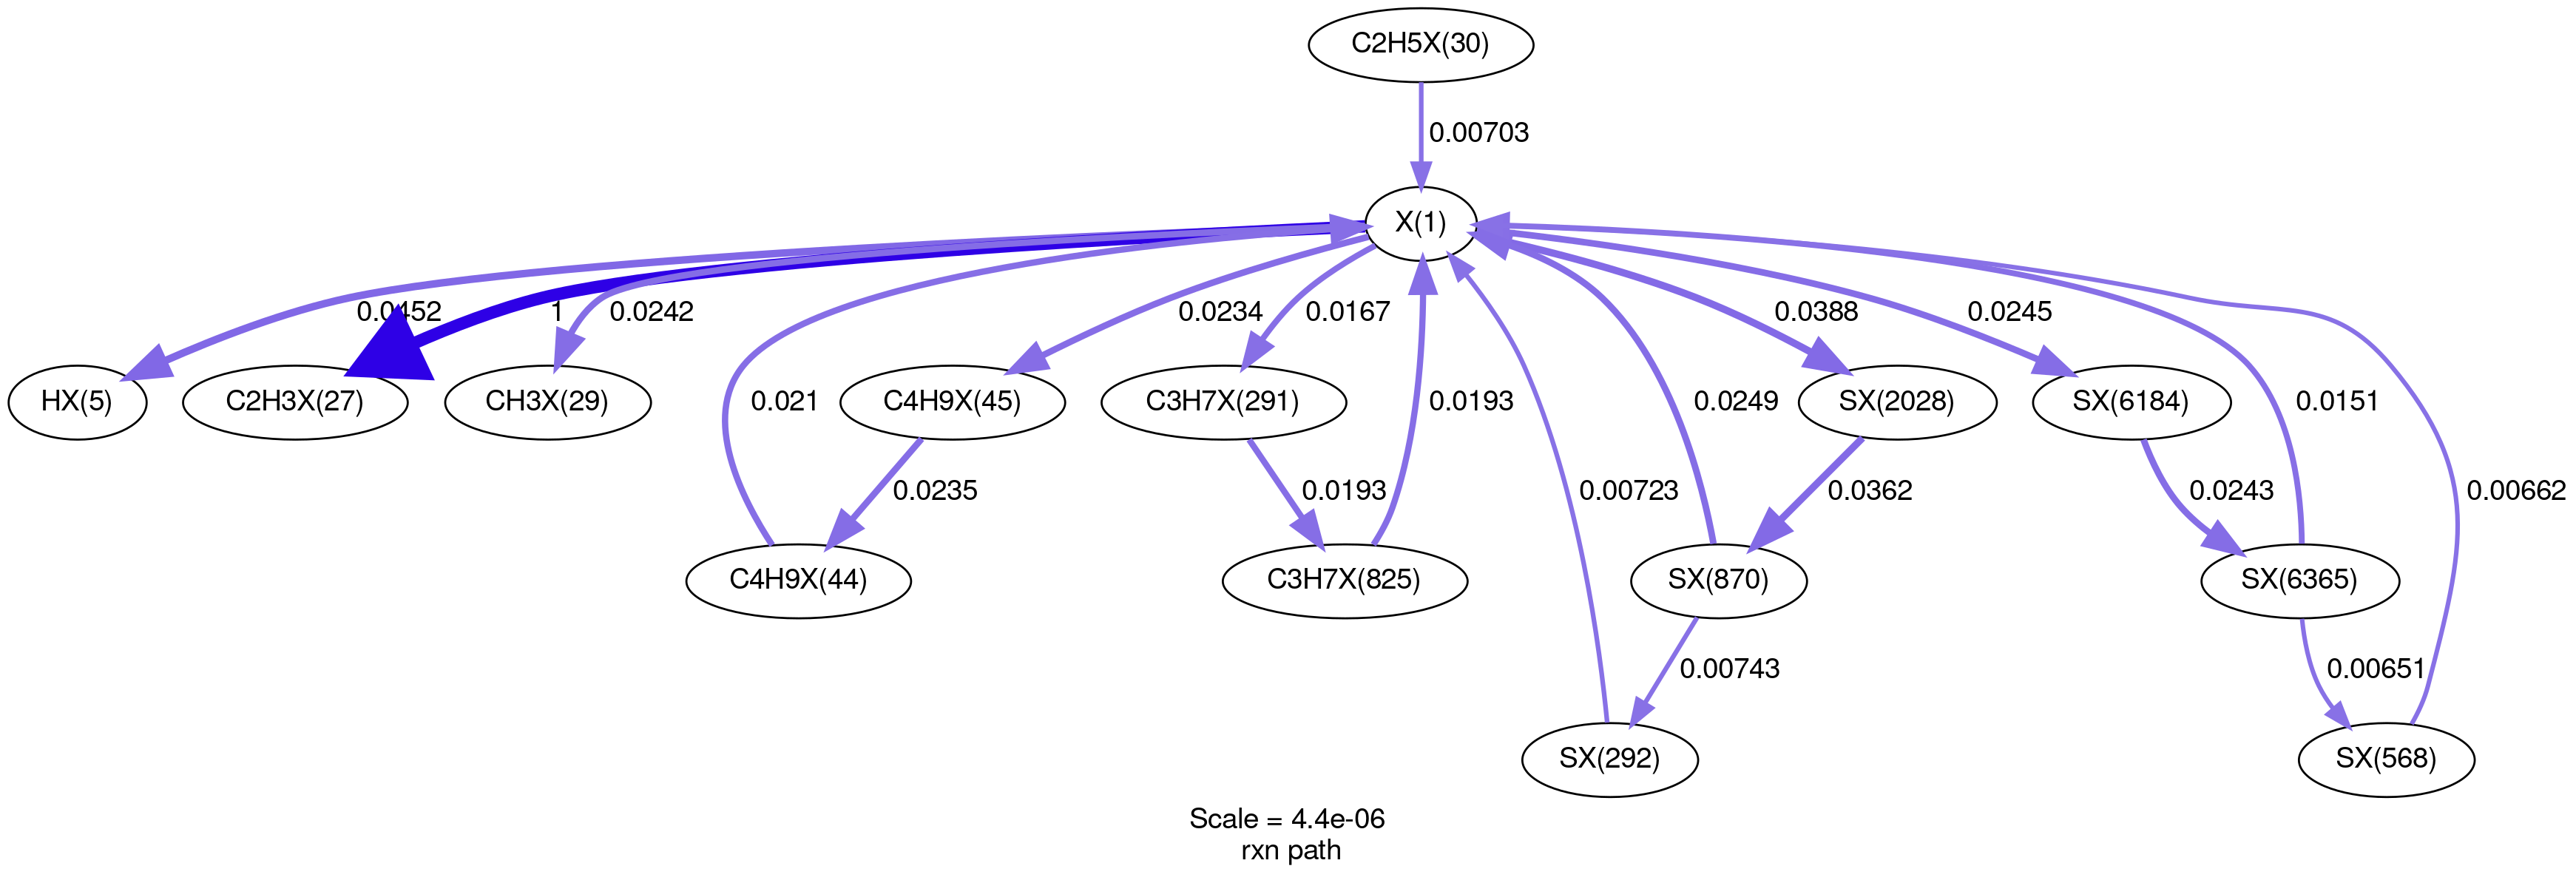 C2H5X(30)
0.00703
X(1)
0.0452
1
0.0242
0.0234
0.0167
0.0388
0.0245
HX(5)
C2H3X(27)
CH3X(29)
0.021
C4H9X(45)
C3H7X(291)
0.0193
0.0249
SX(2028)
SX(6184)
0.0151
0.0235
0.0193
0.00723
0.0362
0.0243
0.00662
C4H9X(44)
C3H7X(825)
SX(870)
SX(6365)
0.00743
0.00651
SX(292)
SX(568)
Scale = 4.4e-06
rxn path